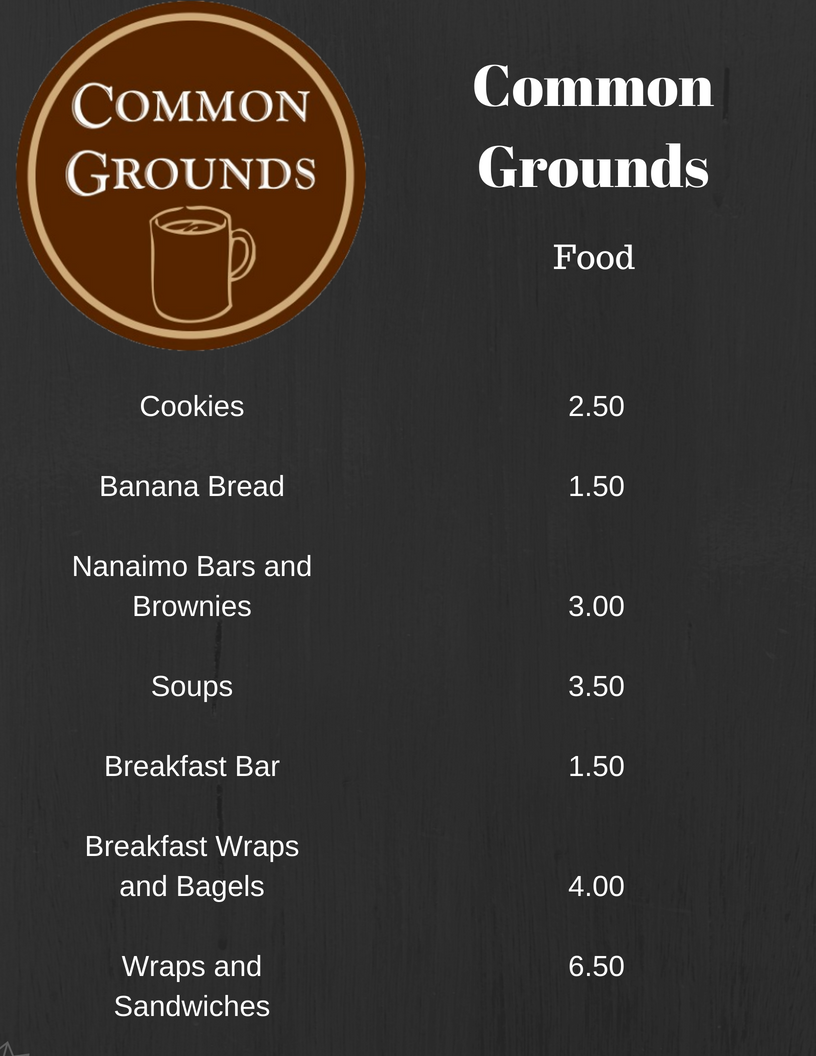 COMMON
GROUNDS
Common
Grounds
Food
Cookies 2.50
Banana Bread 1.50
Nanaimo Bars and
Brownies 3.00
Soups 3.50
Breakfast Bar 1.50
Breakfast Wraps
and Bagels 4.00
Wraps and 6.50
Sandwiches